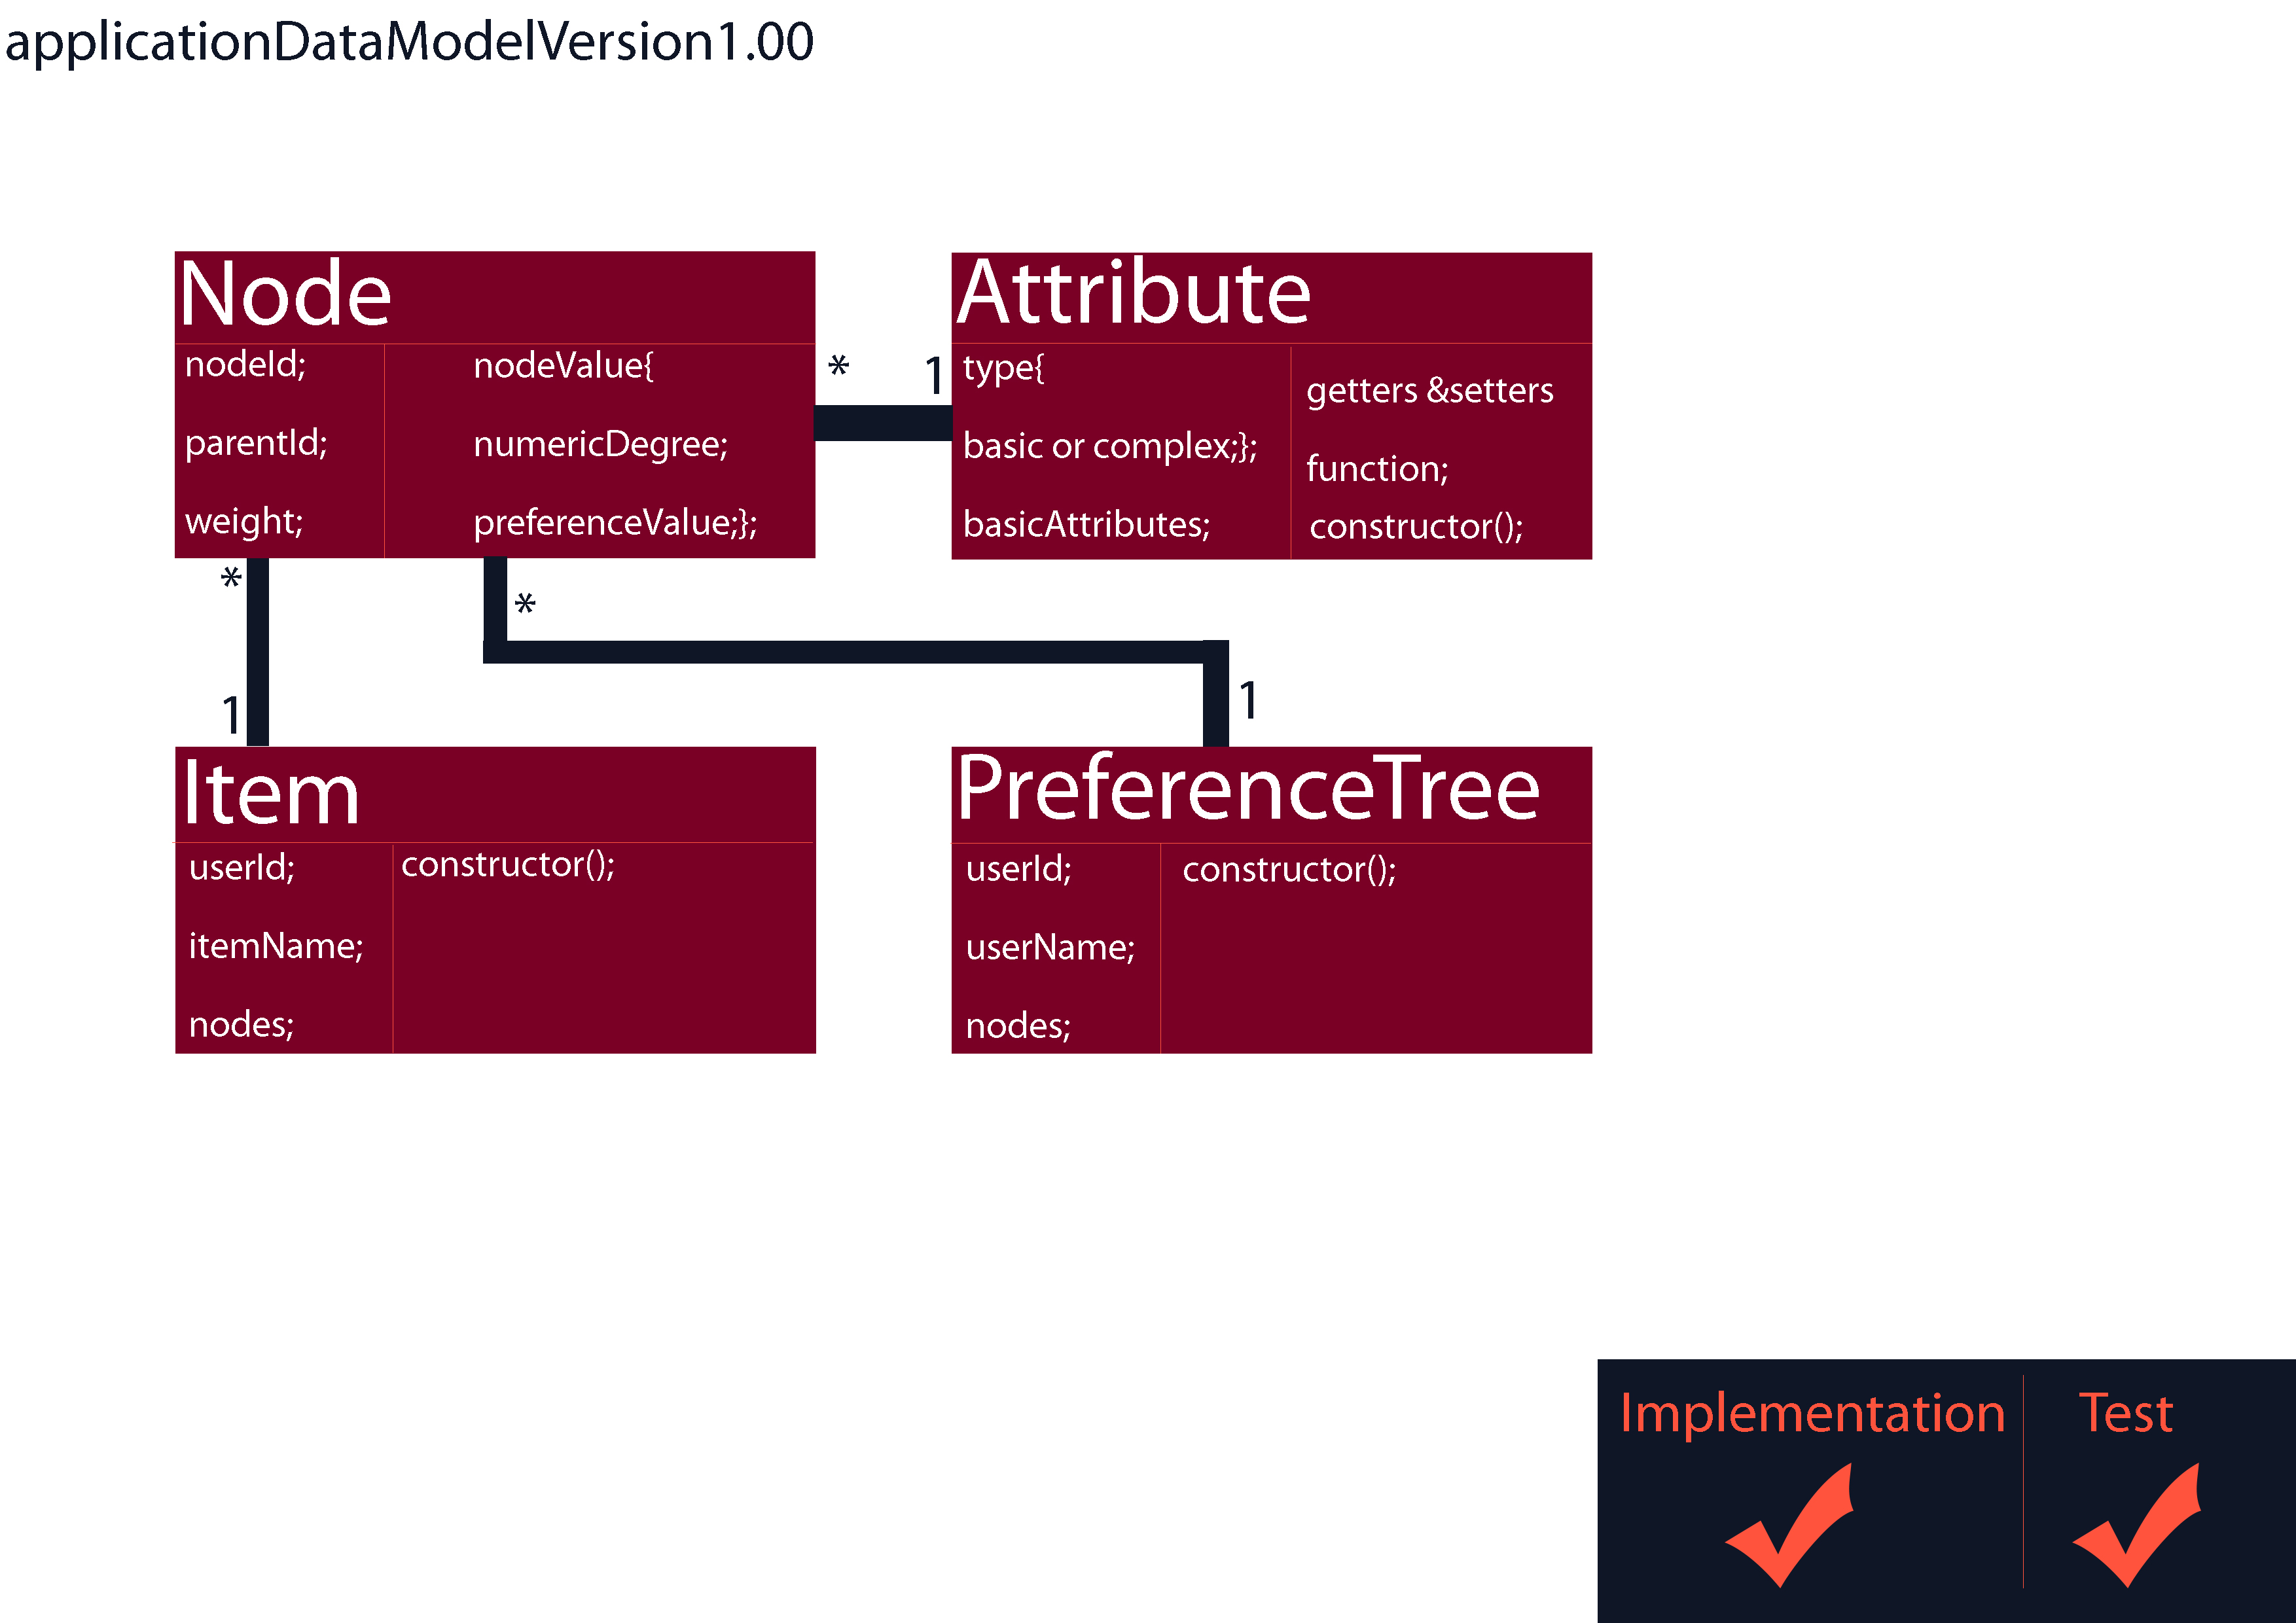 applicationDataModelVersion1.00
Node
nodeId;
parentId;
weight;
nodeValue{
numericDegree;
preferenceValue;};
*
1
Attribute
type{
basic or complex;};
basicAttributes;
getters &setters
function;
constructor();
*
1
*
1
Item
userId;
itemName;
nodes;
constructor();
PreferenceTree
userId;
userName;
nodes;
constructor();
Implementation
Test